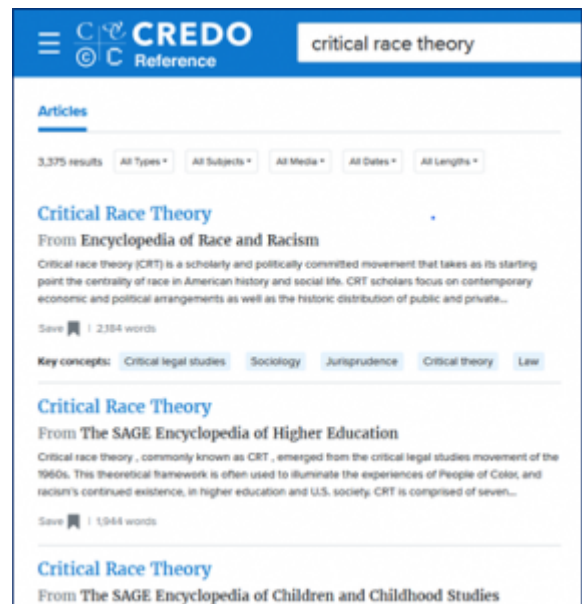 CREDO
Reference
critical race theory
Articles
3,375 results All Types All Subjects All Media All Dates All Lengths
Critical Race Theory
From Encyclopedia of Race and Racism
Critical race theory (CRT) is a scholarly and politically committed movement that takes as its starting
point the centrality of race in American history and social life. CRT scholars focus on contemporary
economic and political arrangements as well as the historic distribution of public and private...
Save | 2,184 words
Key concepts: Critical legal studies Sociology Jurisprudence Critical theory Law
Critical Race Theory
From The SAGE Encyclopedia of Higher Education
Critical race theory , commonly known as CRT , emerged from the critical legal studies movement of the
1960s. This theoretical framework is often used to illuminate the experiences of People of Color, and
racism's continued existence, in higher education and U.S. society. CRT is comprised of seven...
Save | 1,944 words
Critical Race Theory
From The SAGE Encyclopedia of Children and Childhood Studies